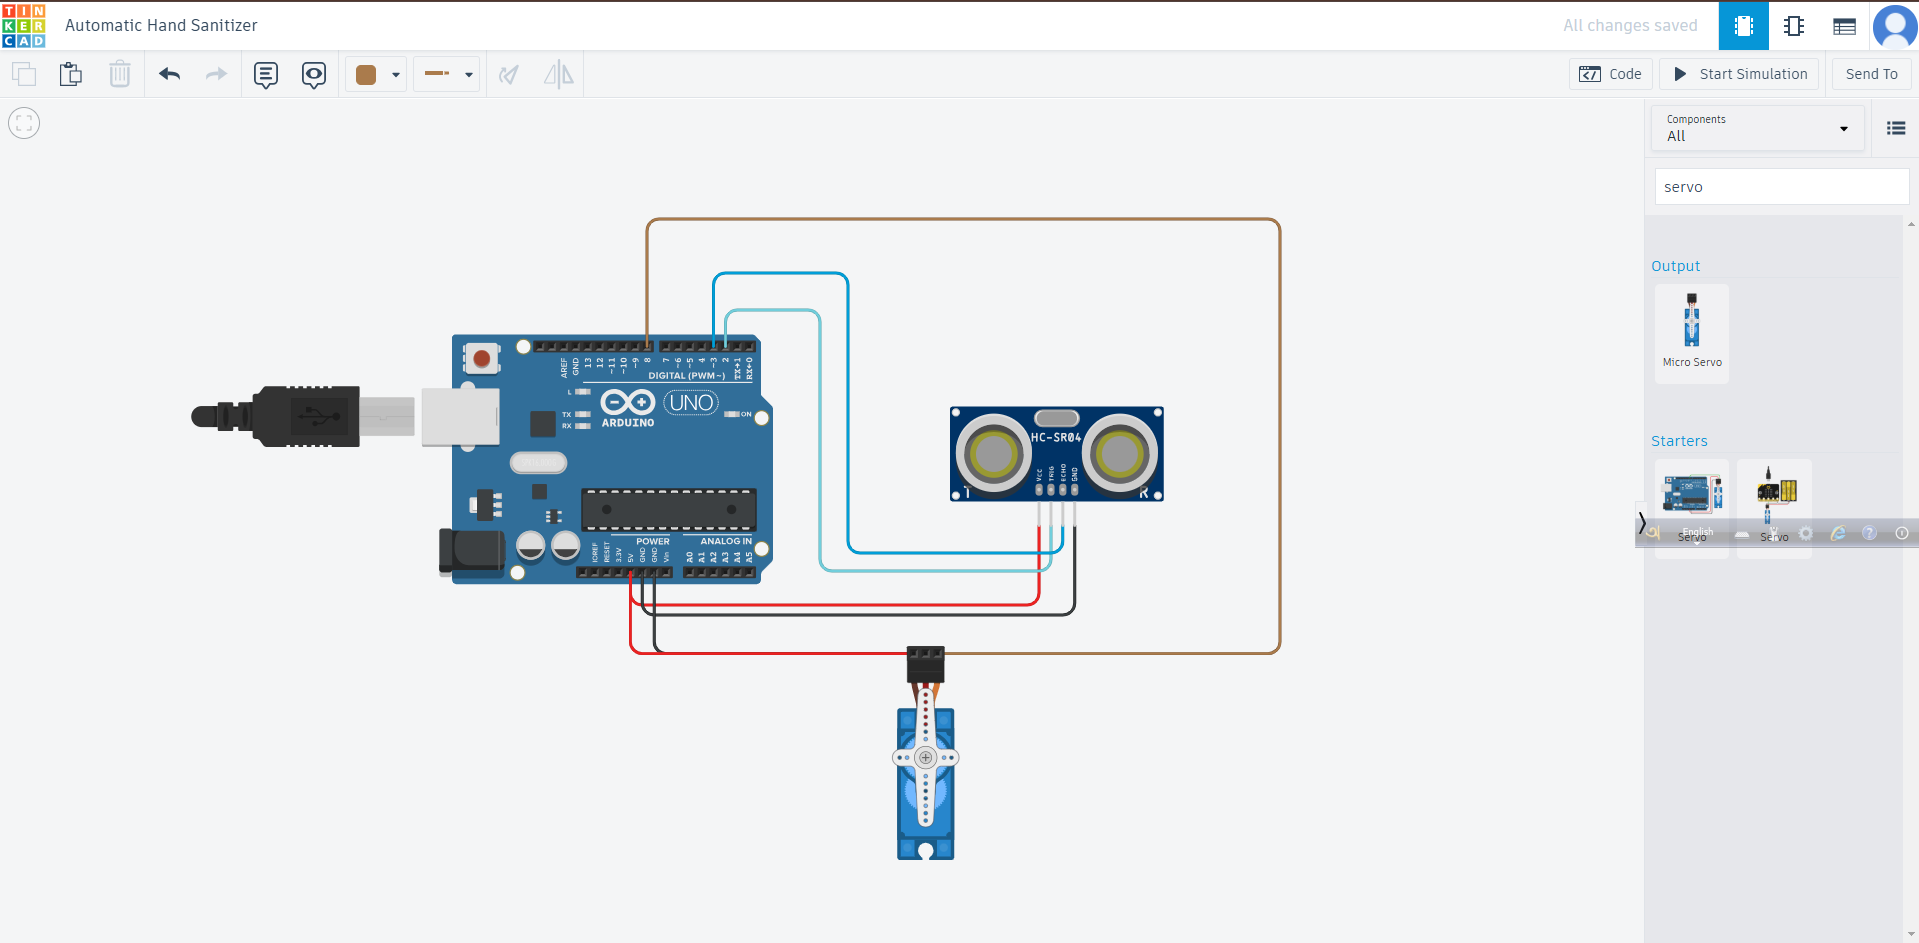 TIN
KER
CAD
Automatic Hand Sanitizer
All changes saved
Code
Start Simulation
Send To
Components
All
servo
Output
Micro Servo
Starters
English
Servo
Servo
AREF
GND
13
12
~11
~10
~9
8
7
~6
~5
4
~3
2
TX→1
RX←0
DIGITAL (PWM~)
L
TX
RX
ARDUINO
UNO
ON
POWER
ANALOG IN
IOREF
RESET
3.3V
5V
GND
GND
Vin
A0
A1
A2
A3
A4
A5
HC-SR04
VCC
TRIG
ECHO
GND
T
R